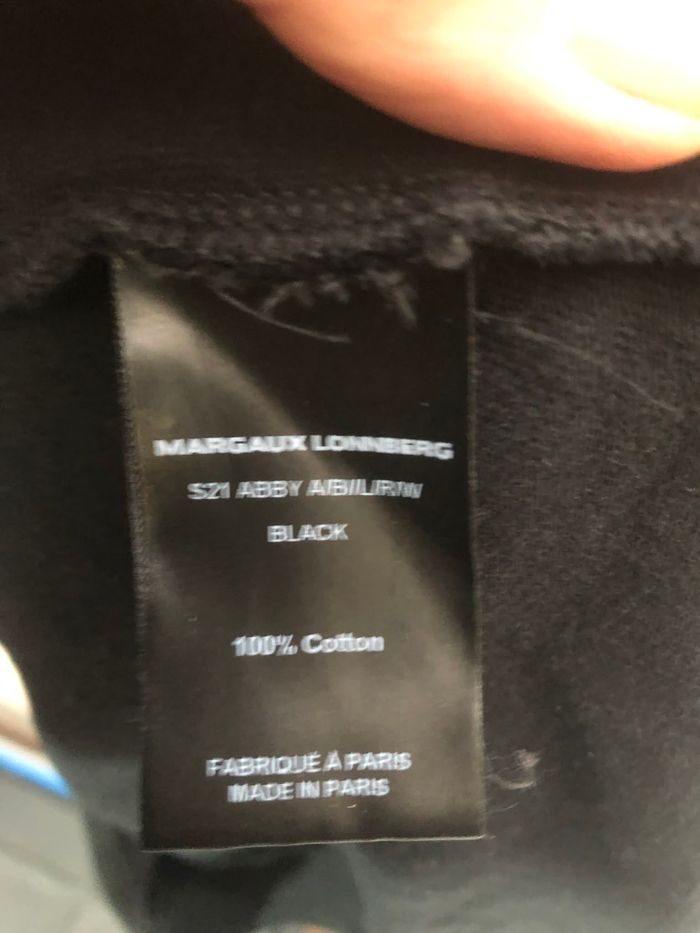 MARGAUX LONNBERG
S21 ABBY
BLACK
100% Cotton
FABRIQUÉ À PARIS
MADE IN PARIS